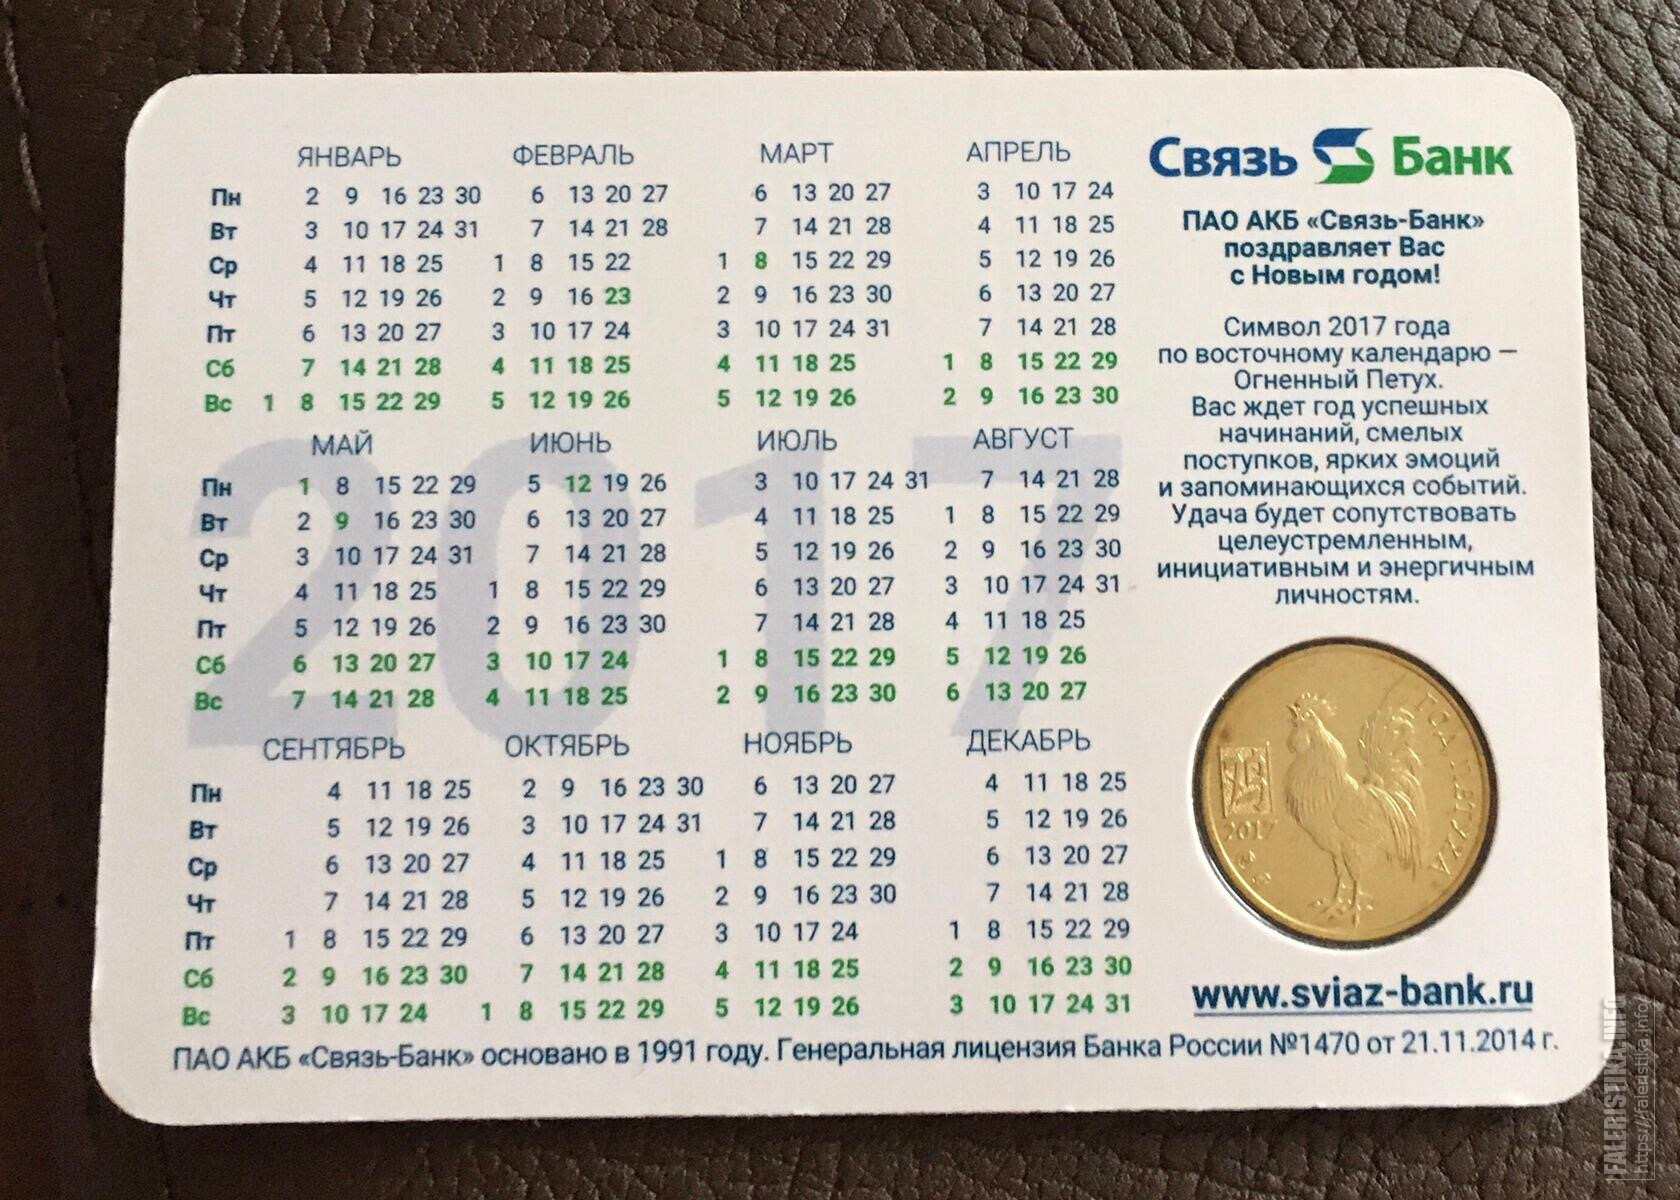 ЯНВАРЬ ФЕВРАЛЬ МАРТ АПРЕЛЬ
Пн 2 9 16 23 30 6 13 20 27 6 13 20 27 3 10 17 24
Вт 3 10 17 24 31 7 14 21 28 7 14 21 28 4 11 18 25
Ср 4 11 18 25 1 8 15 22 1 8 15 22 29 5 12 19 26
Чт 5 12 19 26 2 9 16 23 2 9 16 23 30 6 13 20 27
Пт 6 13 20 27 3 10 17 24 3 10 17 24 31 7 14 21 28
Сб 7 14 21 28 4 11 18 25 4 11 18 25 1 8 15 22 29
Вс 1 8 15 22 29 5 12 19 26 5 12 19 26 2 9 16 23 30
2017
МАЙ ИЮНЬ ИЮЛЬ АВГУСТ
Пн 1 8 15 22 29 5 12 19 26 3 10 17 24 31 7 14 21 28
Вт 2 9 16 23 30 6 13 20 27 4 11 18 25 1 8 15 22 29
Ср 3 10 17 24 31 7 14 21 28 5 12 19 26 2 9 16 23 30
Чт 4 11 18 25 1 8 15 22 29 6 13 20 27 3 10 17 24 31
Пт 5 12 19 26 2 9 16 23 30 7 14 21 28 4 11 18 25
Сб 6 13 20 27 3 10 17 24 1 8 15 22 29 5 12 19 26
Вс 7 14 21 28 4 11 18 25 2 9 16 23 30 6 13 20 27
СЕНТЯБРЬ ОКТЯБРЬ НОЯБРЬ ДЕКАБРЬ
Пн 4 11 18 25 2 9 16 23 30 6 13 20 27 4 11 18 25
Вт 5 12 19 26 3 10 17 24 31 7 14 21 28 5 12 19 26
Ср 6 13 20 27 4 11 18 25 1 8 15 22 29 6 13 20 27
Чт 7 14 21 28 5 12 19 26 2 9 16 23 30 7 14 21 28
Пт 1 8 15 22 29 6 13 20 27 3 10 17 24 1 8 15 22 29
Сб 2 9 16 23 30 7 14 21 28 4 11 18 25 2 9 16 23 30
Вс 3 10 17 24 1 8 15 22 29 5 12 19 26 3 10 17 24 31
Связь Банк
ПАО АКБ «Связь-Банк»
поздравляет Вас
с Новым годом!
Символ 2017 года
по восточному календарю —
Огненный Петух.
Вас ждет год успешных
начинаний, смелых
поступков, ярких эмоций
и запоминающихся событий.
Удача будет сопутствовать
целеустремленным,
инициативным и энергичным
личностям.
ГОД ПЕТУХА
2017
www.sviaz-bank.ru
ПАО АКБ «Связь-Банк» основано в 1991 году. Генеральная лицензия Банка России №1470 от 21.11.2014 г.
FALERISTIKA.INFO
https://faleristika.info/